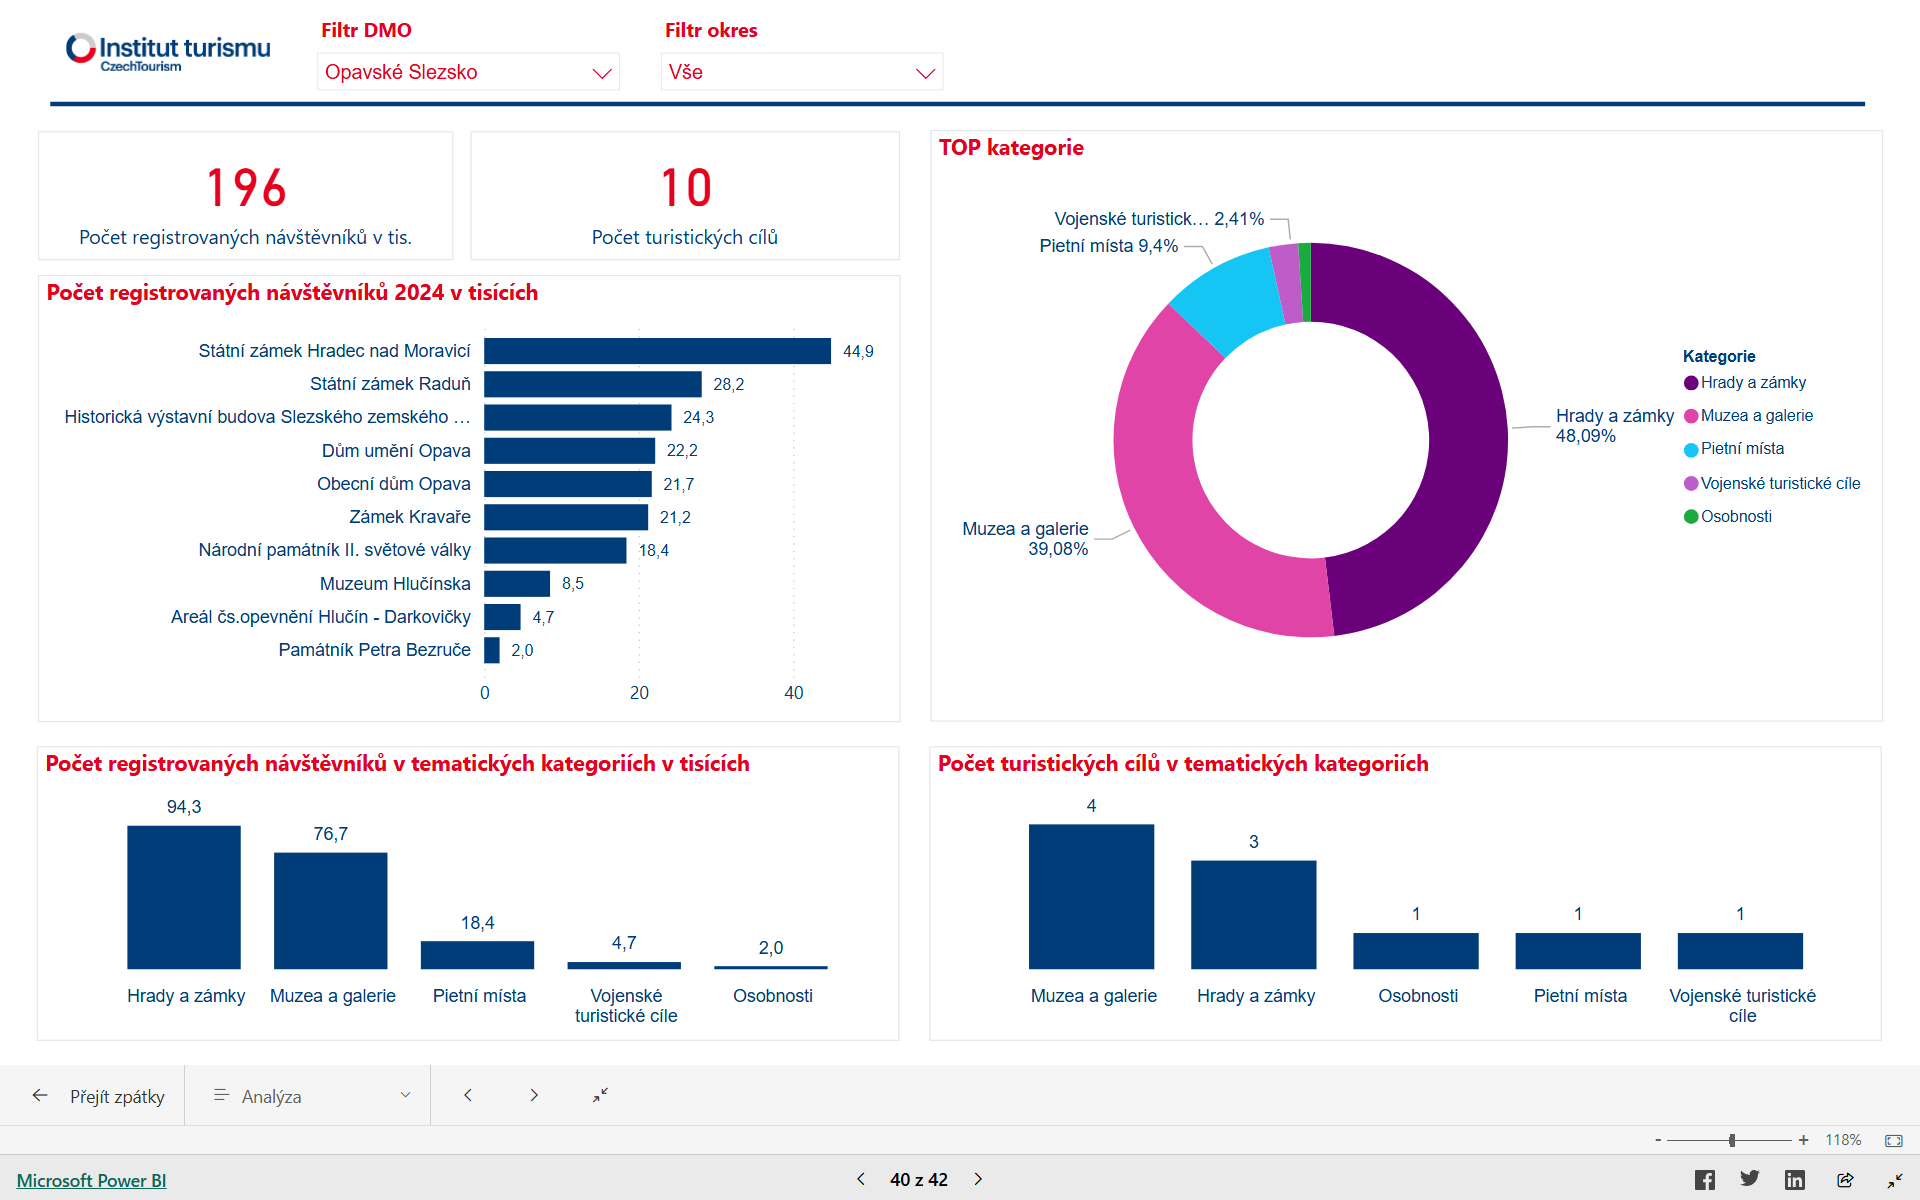 Institut turismu
CzechTourism
Filtr DMO
Opavské Slezsko
Filtr okres
Vše
196
Počet registrovaných návštěvníků v tis.
10
Počet turistických cílů
Počet registrovaných návštěvníků 2024 v tisících
Státní zámek Hradec nad Moravicí 44,9
Státní zámek Raduň 28,2
Historická výstavní budova Slezského zemského … 24,3
Dům umění Opava 22,2
Obecní dům Opava 21,7
Zámek Kravaře 21,2
Národní památník II. světové války 18,4
Muzeum Hlučínska 8,5
Areál čs.opevnění Hlučín - Darkovičky 4,7
Památník Petra Bezruče 2,0
0 20 40
TOP kategorie
Vojenské turistick… 2,41%
Pietní místa 9,4%
Hrady a zámky
48,09%
Muzea a galerie
39,08%
Kategorie
Hrady a zámky
Muzea a galerie
Pietní místa
Vojenské turistické cíle
Osobnosti
Počet registrovaných návštěvníků v tematických kategoriích v tisících
94,3
76,7
18,4
4,7
2,0
Hrady a zámky
Muzea a galerie
Pietní místa
Vojenské
turistické cíle
Osobnosti
Počet turistických cílů v tematických kategoriích
4
3
1
1
1
Muzea a galerie
Hrady a zámky
Osobnosti
Pietní místa
Vojenské turistické
cíle
Přejít zpátky
Analýza
- + 118%
Microsoft Power BI
40 z 42